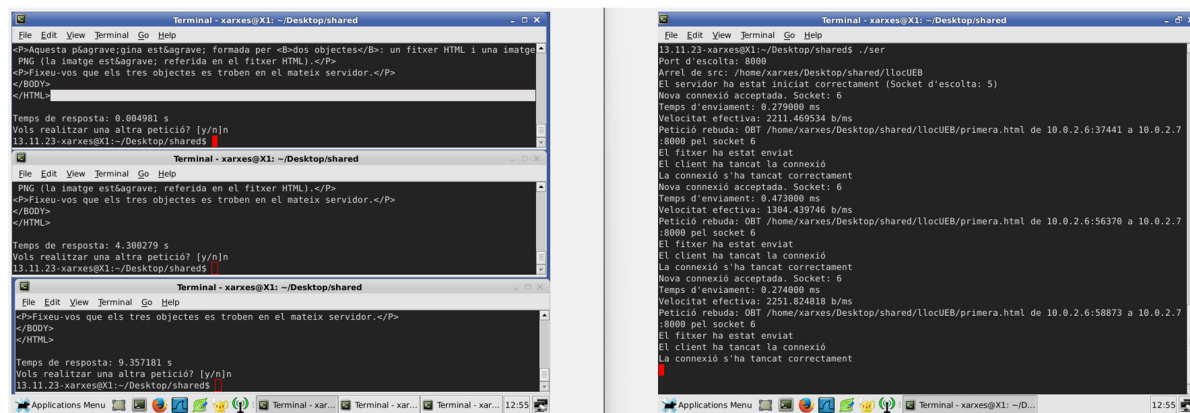 Terminal - xarxes@X1: ~/Desktop/shared
File Edit View Terminal Go Help
<P>Aquesta p&agrave;gina est&agrave; formada per <B>dos objectes</B>: un fitxer HTML i una imatge
PNG (la imatge est&agrave; referida en el fitxer HTML).</P>
<P>Fixeu-vos que els tres objectes es troben en el mateix servidor.</P>
</BODY>
</HTML>
Temps de resposta: 0.004981 s
Vols realitzar una altra petició? [y/n]n
13.11.23-xarxes@X1:~/Desktop/shared$
Terminal - xarxes@X1: ~/Desktop/shared
File Edit View Terminal Go Help
PNG (la imatge est&agrave; referida en el fitxer HTML).</P>
<P>Fixeu-vos que els tres objectes es troben en el mateix servidor.</P>
</BODY>
</HTML>
Temps de resposta: 4.300279 s
Vols realitzar una altra petició? [y/n]n
13.11.23-xarxes@X1:~/Desktop/shared$
Terminal - xarxes@X1: ~/Desktop/shared
File Edit View Terminal Go Help
<P>Fixeu-vos que els tres objectes es troben en el mateix servidor.</P>
</BODY>
</HTML>
Temps de resposta: 9.357181 s
Vols realitzar una altra petició? [y/n]n
13.11.23-xarxes@X1:~/Desktop/shared$
Applications Menu Terminal - xar... Terminal - xar... Terminal - xar... 12:55
Terminal - xarxes@X1: ~/Desktop/shared
File Edit View Terminal Go Help
13.11.23-xarxes@X1:~/Desktop/shared$ ./ser
Port d'escolta: 8000
Arrel de src: /home/xarxes/Desktop/shared/llocUEB
El servidor ha estat iniciat correctament (Socket d'escolta: 5)
Nova connexió acceptada. Socket: 6
Temps d'enviament: 0.279000 ms
Velocitat efectiva: 2211.469534 b/ms
Petició rebuda: OBT /home/xarxes/Desktop/shared/llocUEB/primera.html de 10.0.2.6:37441 a 10.0.2.7
:8000 pel socket 6
El fitxer ha estat enviat
El client ha tancat la connexió
La connexió s'ha tancat correctament
Nova connexió acceptada. Socket: 6
Temps d'enviament: 0.473000 ms
Velocitat efectiva: 1304.439746 b/ms
Petició rebuda: OBT /home/xarxes/Desktop/shared/llocUEB/primera.html de 10.0.2.6:56370 a 10.0.2.7
:8000 pel socket 6
El fitxer ha estat enviat
El client ha tancat la connexió
La connexió s'ha tancat correctament
Nova connexió acceptada. Socket: 6
Temps d'enviament: 0.274000 ms
Velocitat efectiva: 2251.824818 b/ms
Petició rebuda: OBT /home/xarxes/Desktop/shared/llocUEB/primera.html de 10.0.2.6:58873 a 10.0.2.7
:8000 pel socket 6
El fitxer ha estat enviat
El client ha tancat la connexió
La connexió s'ha tancat correctament
Applications Menu Terminal - xarxes@X1: ~/D... 12:55